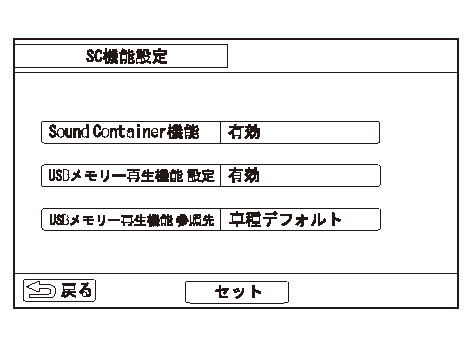 SC機能設定
Sound Container機能 有効
USBメモリー再生機能 設定 有効
USBメモリー再生機能 参照先 車種デフォルト
戻る セット